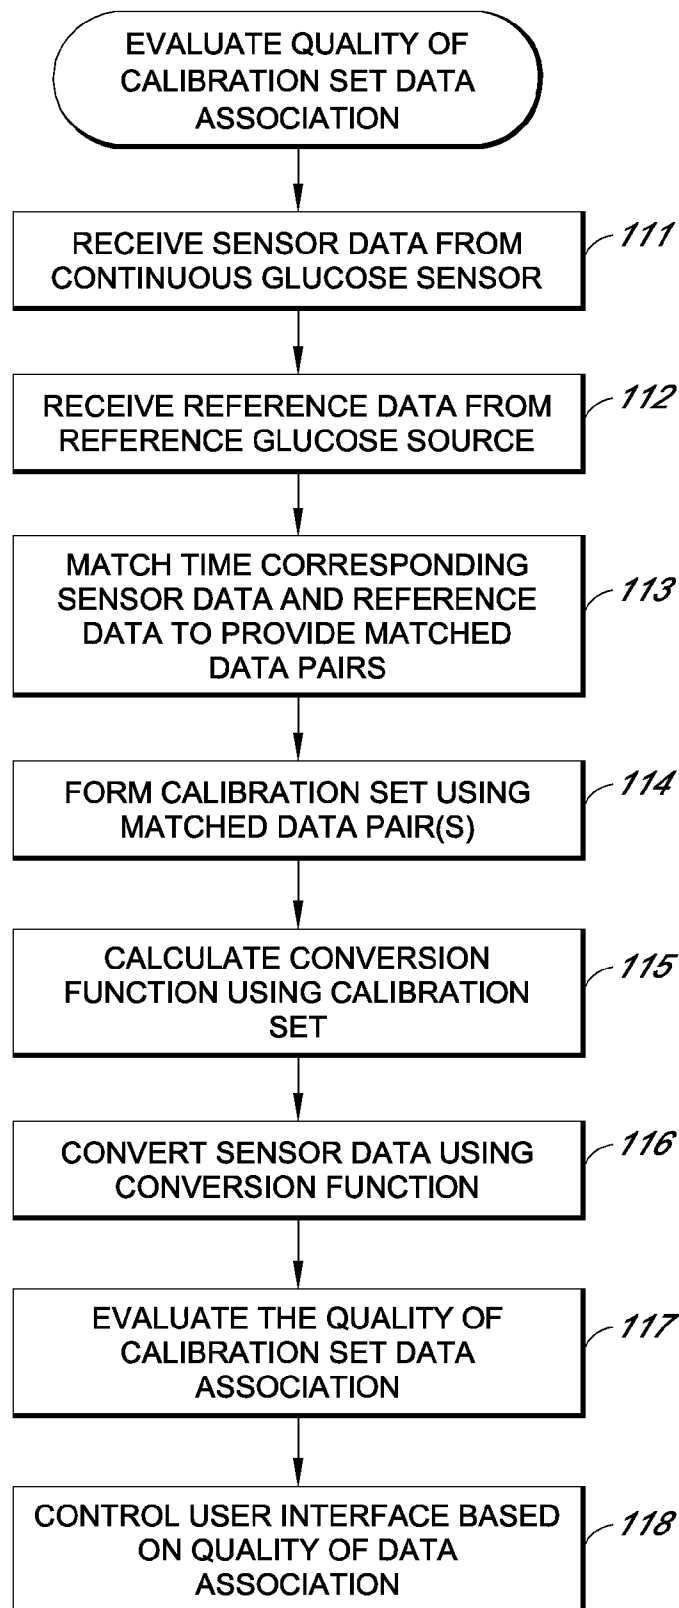 EVALUATE QUALITY OF
CALIBRATION SET DATA
ASSOCIATION
RECEIVE SENSOR DATA FROM
CONTINUOUS GLUCOSE SENSOR
111
RECEIVE REFERENCE DATA FROM
REFERENCE GLUCOSE SOURCE
112
MATCH TIME CORRESPONDING
SENSOR DATA AND REFERENCE
DATA TO PROVIDE MATCHED
DATA PAIRS
113
FORM CALIBRATION SET USING
MATCHED DATA PAIR(S)
114
CALCULATE CONVERSION
FUNCTION USING CALIBRATION
SET
115
CONVERT SENSOR DATA USING
CONVERSION FUNCTION
116
EVALUATE THE QUALITY OF
CALIBRATION SET DATA
ASSOCIATION
117
CONTROL USER INTERFACE BASED
ON QUALITY OF DATA
ASSOCIATION
118